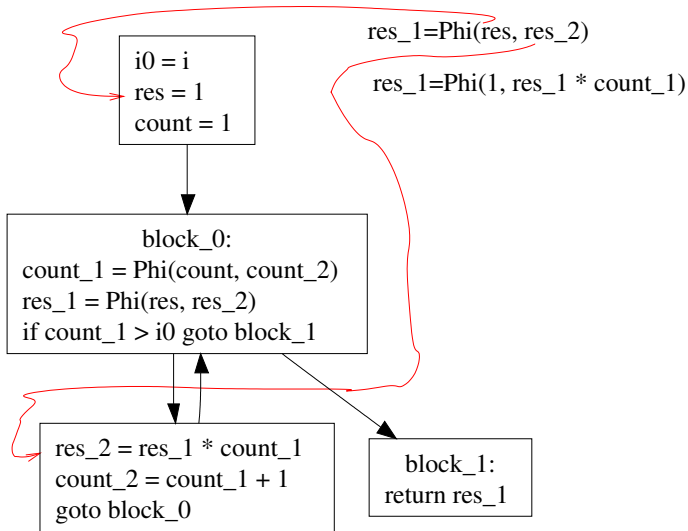 res_1=Phi(res, res_2)
res_1=Phi(1, res_1 * count_1)
i0 = i
res = 1
count = 1
block_0:
count_1 = Phi(count, count_2)
res_1 = Phi(res, res_2)
if count_1 > i0 goto block_1
res_2 = res_1 * count_1
count_2 = count_1 + 1
goto block_0
block_1:
return res_1